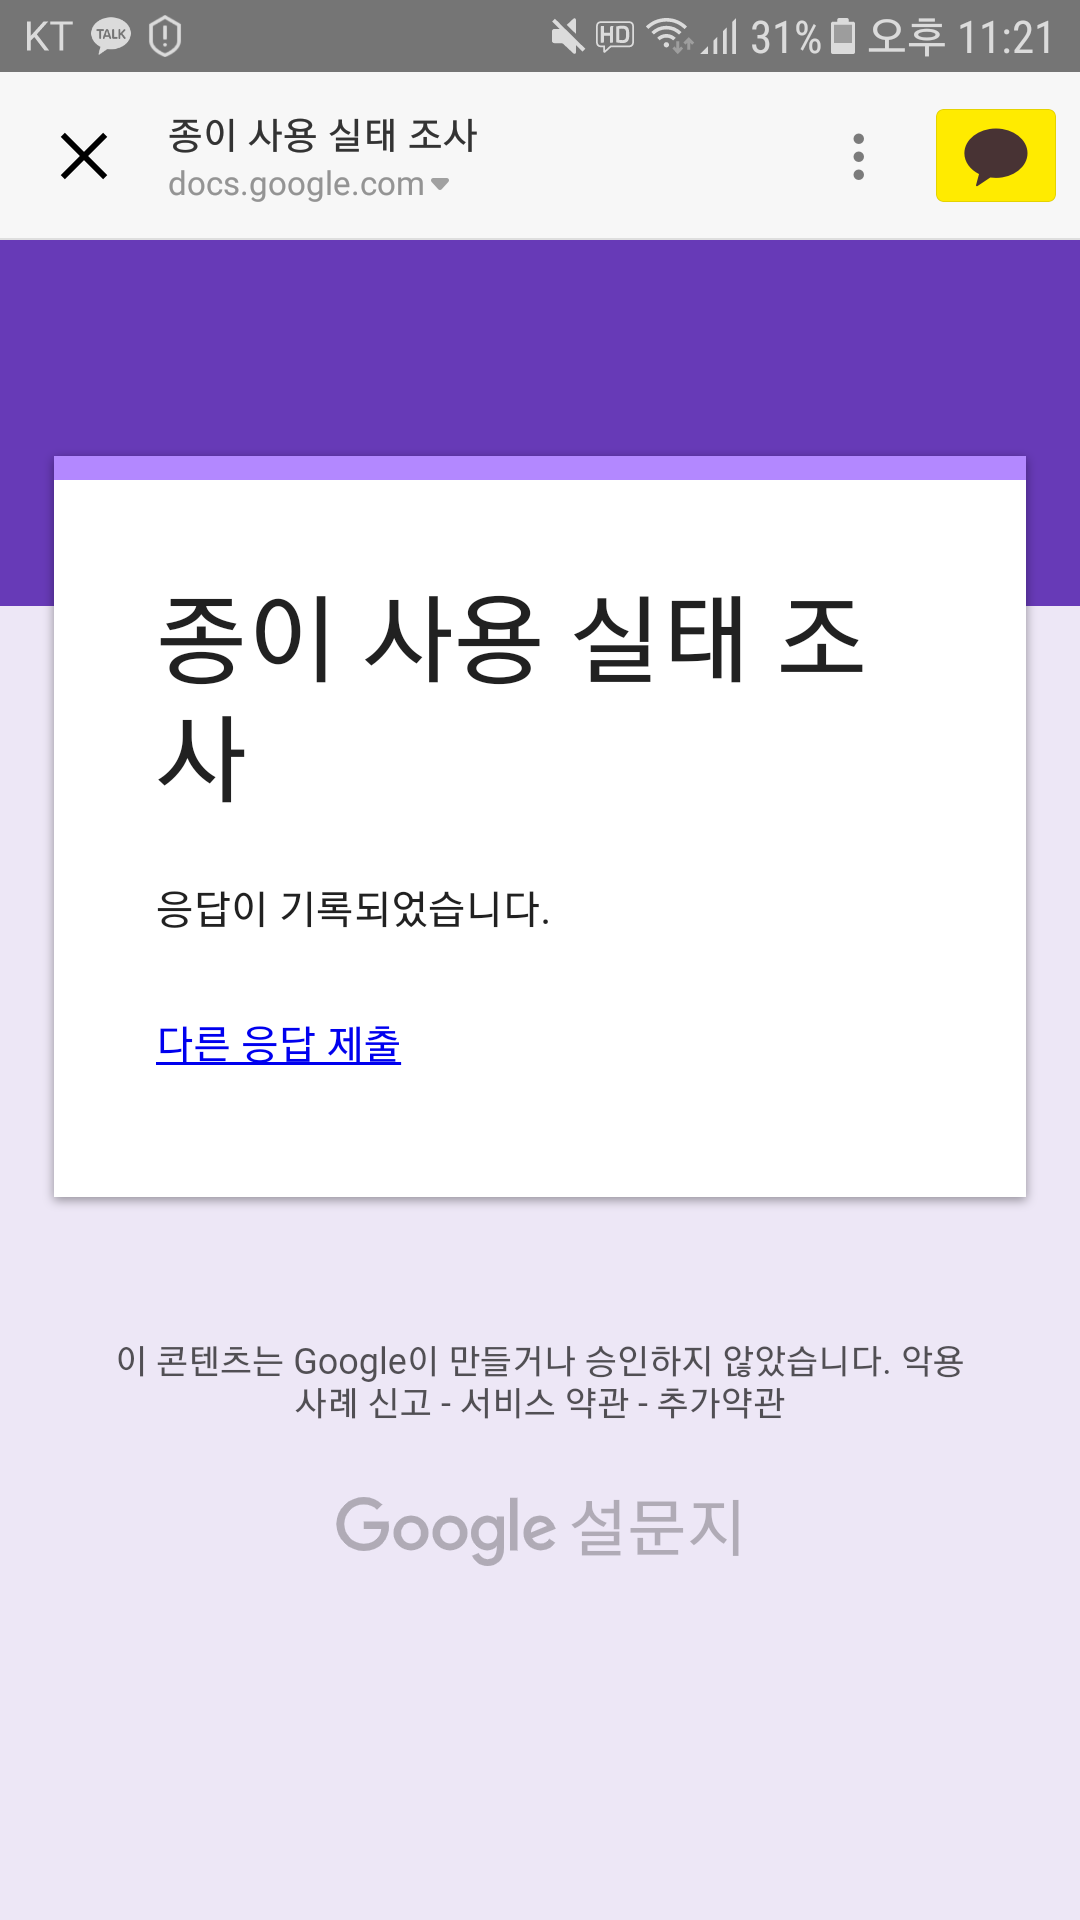 KT TALK HD 31% 오후 11:21
종이 사용 실태 조사
docs.google.com
종이 사용 실태 조
사
응답이 기록되었습니다.
다른 응답 제출
이 콘텐츠는 Google이 만들거나 승인하지 않았습니다. 악용
사례 신고 - 서비스 약관 - 추가약관
Google 설문지